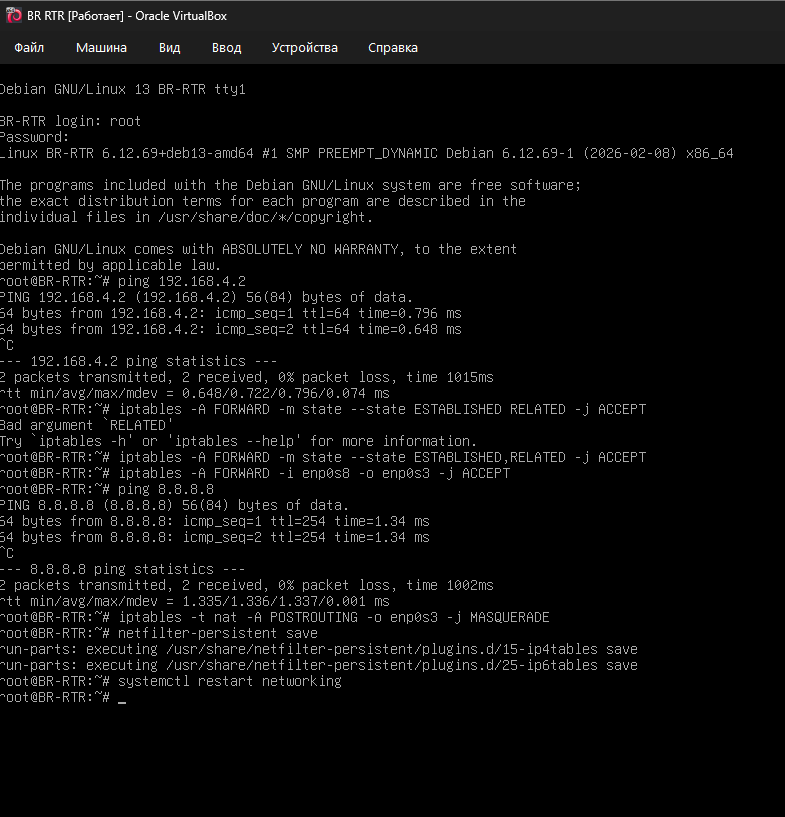 BR RTR [Работает] - Oracle VirtualBox
Файл Машина Вид Ввод Устройства Справка
Debian GNU/Linux 13 BR-RTR tty1
BR-RTR login: root
Password:
Linux BR-RTR 6.12.69+deb13-amd64 #1 SMP PREEMPT_DYNAMIC Debian 6.12.69-1 (2026-02-08) x86_64
The programs included with the Debian GNU/Linux system are free software;
the exact distribution terms for each program are described in the
individual files in /usr/share/doc/*/copyright.
Debian GNU/Linux comes with ABSOLUTELY NO WARRANTY, to the extent
permitted by applicable law.
root@BR-RTR:~# ping 192.168.4.2
PING 192.168.4.2 (192.168.4.2) 56(84) bytes of data.
64 bytes from 192.168.4.2: icmp_seq=1 ttl=64 time=0.796 ms
64 bytes from 192.168.4.2: icmp_seq=2 ttl=64 time=0.648 ms
^C
--- 192.168.4.2 ping statistics ---
2 packets transmitted, 2 received, 0% packet loss, time 1015ms
rtt min/avg/max/mdev = 0.648/0.722/0.796/0.074 ms
root@BR-RTR:~# iptables -A FORWARD -m state --state ESTABLISHED RELATED -j ACCEPT
Bad argument `RELATED'
Try `iptables -h' or 'iptables --help' for more information.
root@BR-RTR:~# iptables -A FORWARD -m state --state ESTABLISHED,RELATED -j ACCEPT
root@BR-RTR:~# iptables -A FORWARD -i enp0s8 -o enp0s3 -j ACCEPT
root@BR-RTR:~# ping 8.8.8.8
PING 8.8.8.8 (8.8.8.8) 56(84) bytes of data.
64 bytes from 8.8.8.8: icmp_seq=1 ttl=254 time=1.34 ms
64 bytes from 8.8.8.8: icmp_seq=2 ttl=254 time=1.34 ms
^C
--- 8.8.8.8 ping statistics ---
2 packets transmitted, 2 received, 0% packet loss, time 1002ms
rtt min/avg/max/mdev = 1.335/1.336/1.337/0.001 ms
root@BR-RTR:~# iptables -t nat -A POSTROUTING -o enp0s3 -j MASQUERADE
root@BR-RTR:~# netfilter-persistent save
run-parts: executing /usr/share/netfilter-persistent/plugins.d/15-ip4tables save
run-parts: executing /usr/share/netfilter-persistent/plugins.d/25-ip6tables save
root@BR-RTR:~# systemctl restart networking
root@BR-RTR:~# _